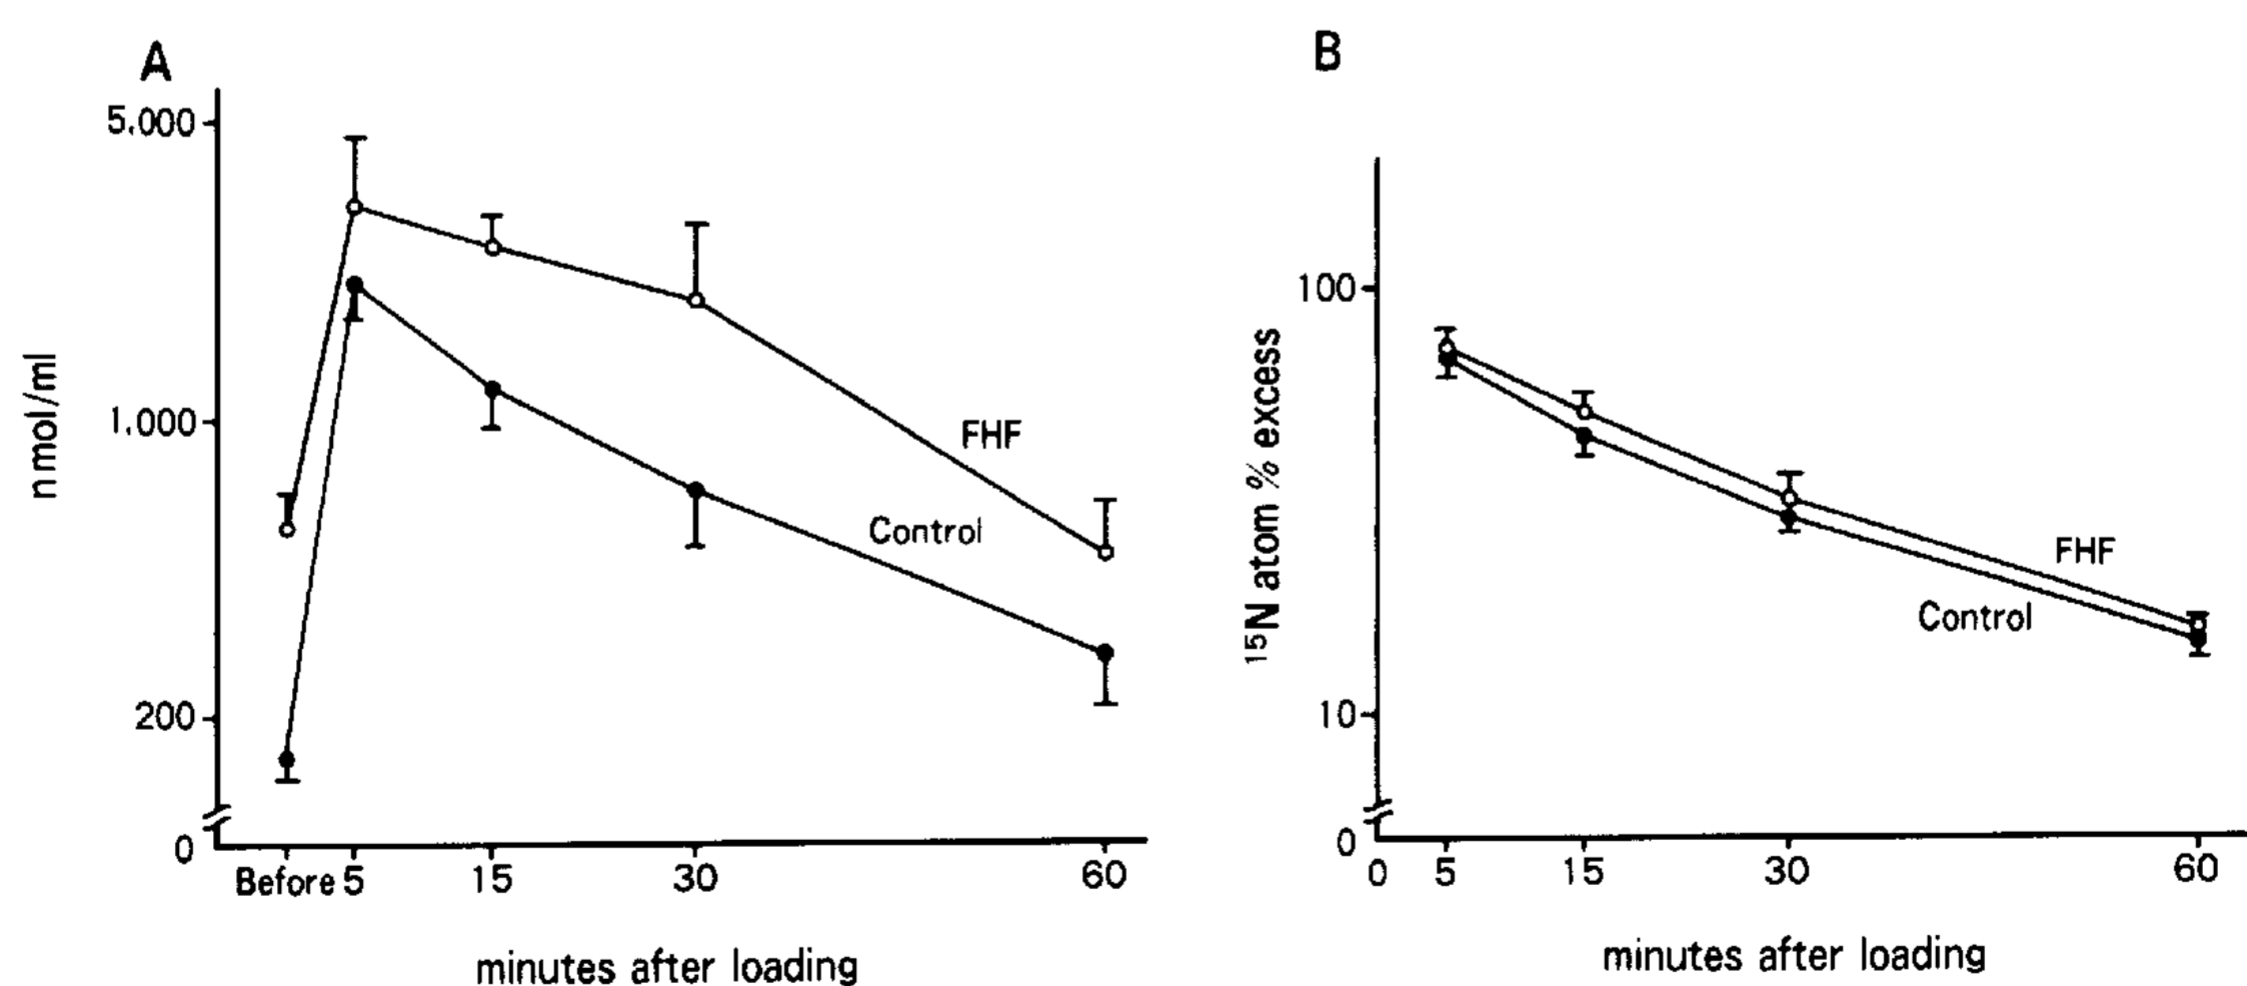 A
5.000
1.000
200
0
nmol/ml
FHF
Control
Before 5 15 30 60
minutes after loading
B
100
10
0
¹⁵N atom % excess
FHF
Control
0 5 15 30 60
minutes after loading